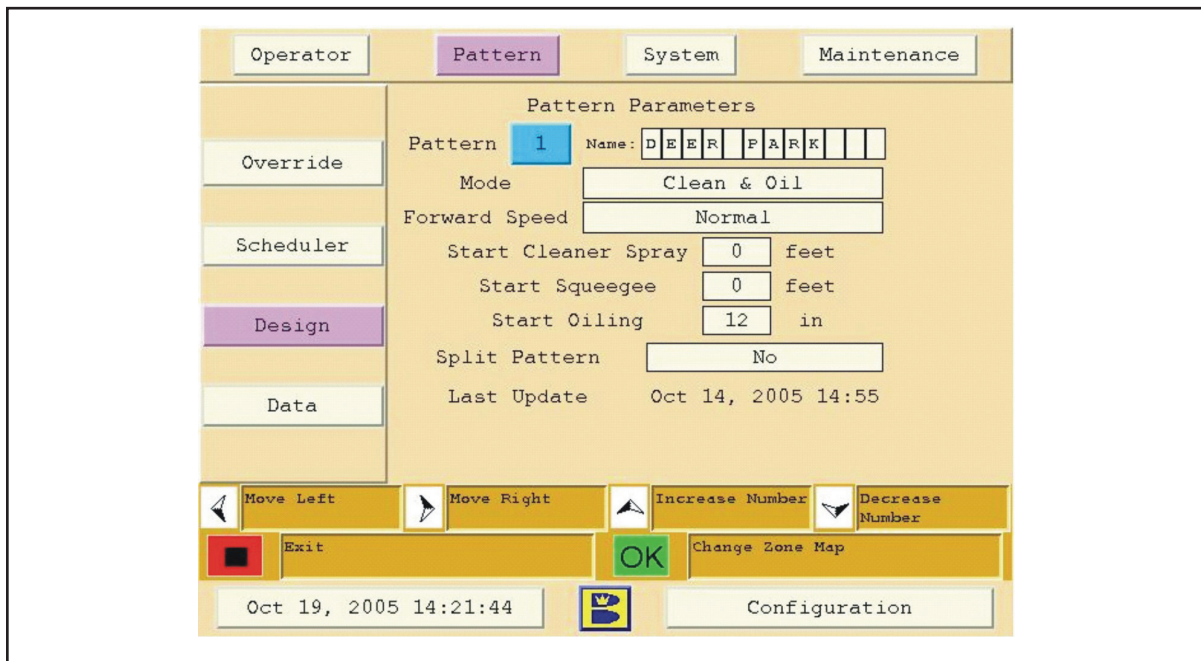 Operator Pattern System Maintenance
Override
Scheduler
Design
Data
Pattern Parameters
Pattern 1 Name: DEER PARK
Mode Clean & Oil
Forward Speed Normal
Start Cleaner Spray 0 feet
Start Squeegee 0 feet
Start Oiling 12 in
Split Pattern No
Last Update Oct 14, 2005 14:55
Move Left Move Right Increase Number Decrease
Number
Exit OK Change Zone Map
Oct 19, 2005 14:21:44 Configuration